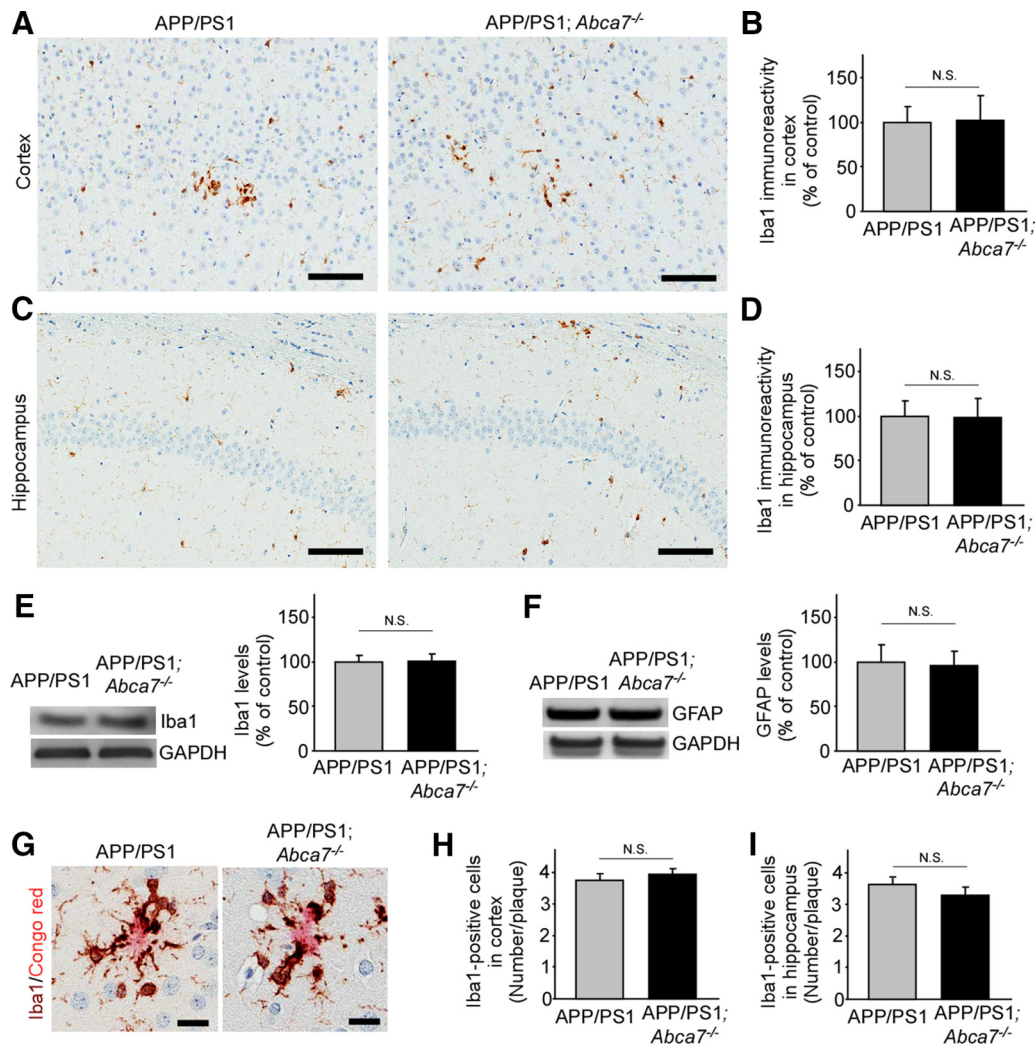 A
APP/PS1
APP/PS1; Abca7-/-
Cortex
B
Iba1 immunoreactivity
in cortex
(% of control)
150
100
50
0
N.S.
APP/PS1
APP/PS1;
Abca7-/-
C
Hippocampus
D
Iba1 immunoreactivity
in hippocampus
(% of control)
150
100
50
0
N.S.
APP/PS1
APP/PS1;
Abca7-/-
E
APP/PS1
APP/PS1;
Abca7-/-
Iba1
GAPDH
Iba1 levels
(% of control)
150
100
50
0
N.S.
APP/PS1
APP/PS1;
Abca7-/-
F
APP/PS1
APP/PS1;
Abca7-/-
GFAP
GAPDH
GFAP levels
(% of control)
150
100
50
0
N.S.
APP/PS1
APP/PS1;
Abca7-/-
G
APP/PS1
APP/PS1;
Abca7-/-
Iba1/Congo red
H
Iba1-positive cells
in cortex
(Number/plaque)
4
3
2
1
0
N.S.
APP/PS1
APP/PS1;
Abca7-/-
I
Iba1-positive cells
in hippocampus
(Number/plaque)
4
3
2
1
0
N.S.
APP/PS1
APP/PS1;
Abca7-/-